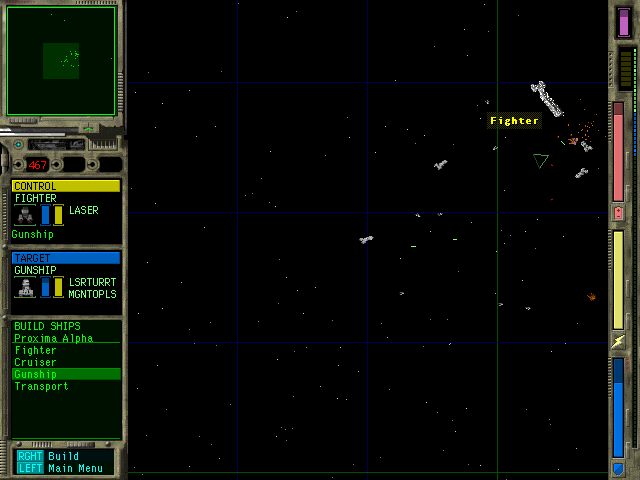 467
CONTROL
FIGHTER
LASER
Gunship
TARGET
GUNSHIP
LSRTURRT
MGNTOPLS
BUILD SHIPS
Proxima Alpha
Fighter
Cruiser
Gunship
Transport
RGHT Build
LEFT Main Menu
Fighter